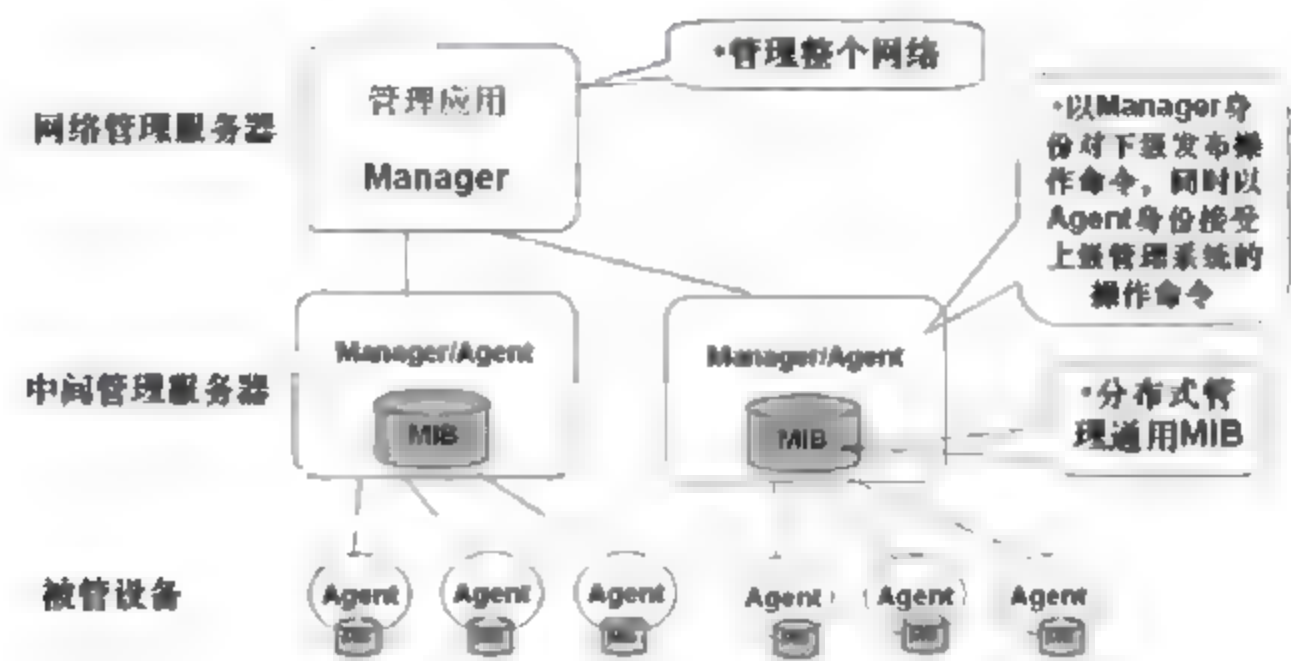 •管理整个网络
管理应用
网络管理服务器
Manager
•以Manager身
份对下级发布操
作命令，同时以
Agent身份接受
上级管理系统的
操作命令
Manager/Agent
Manager/Agent
中间管理服务器
MIB
MIB
•分布式管
理通用MIB
被管设备
Agent
Agent
Agent
Agent
Agent
Agent